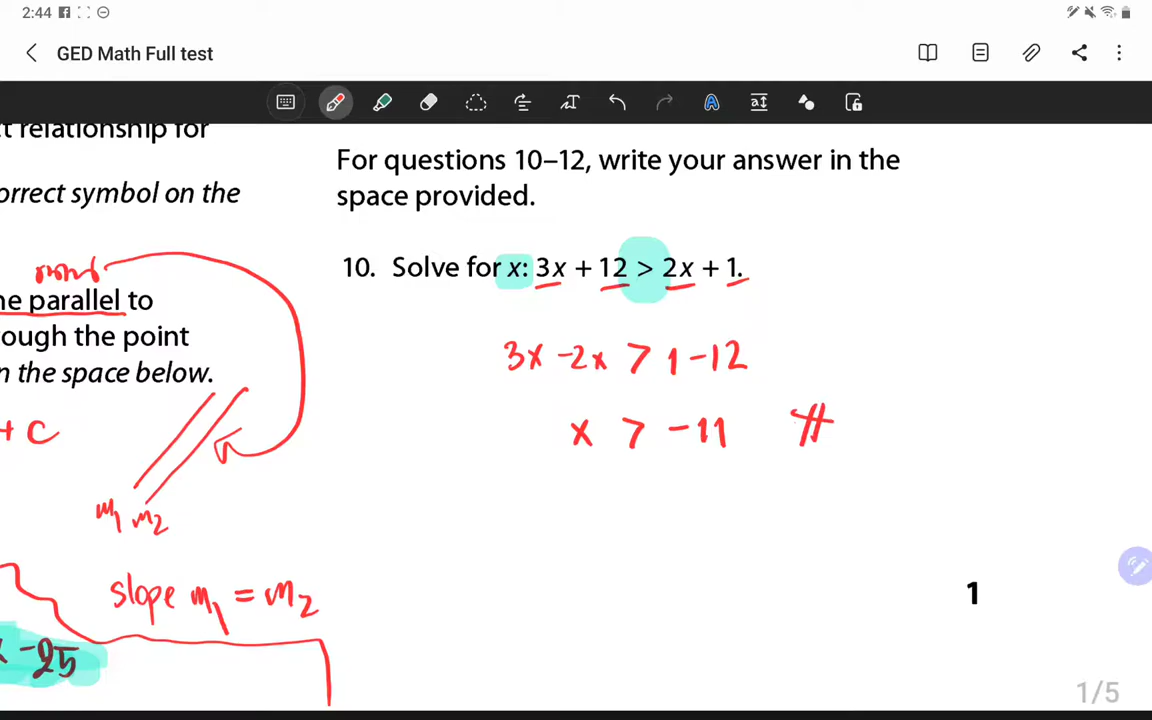 2:44
GED Math Full test
ct relationship for
orrect symbol on the
ne parallel to
rough the point
n the space below.
+ C
m1 m2
slope m1 = m2
x -25
For questions 10–12, write your answer in the
space provided.
10. Solve for x: 3x + 12 > 2x + 1.
3x -2x > 1 -12
x > -11 #
1
1/5